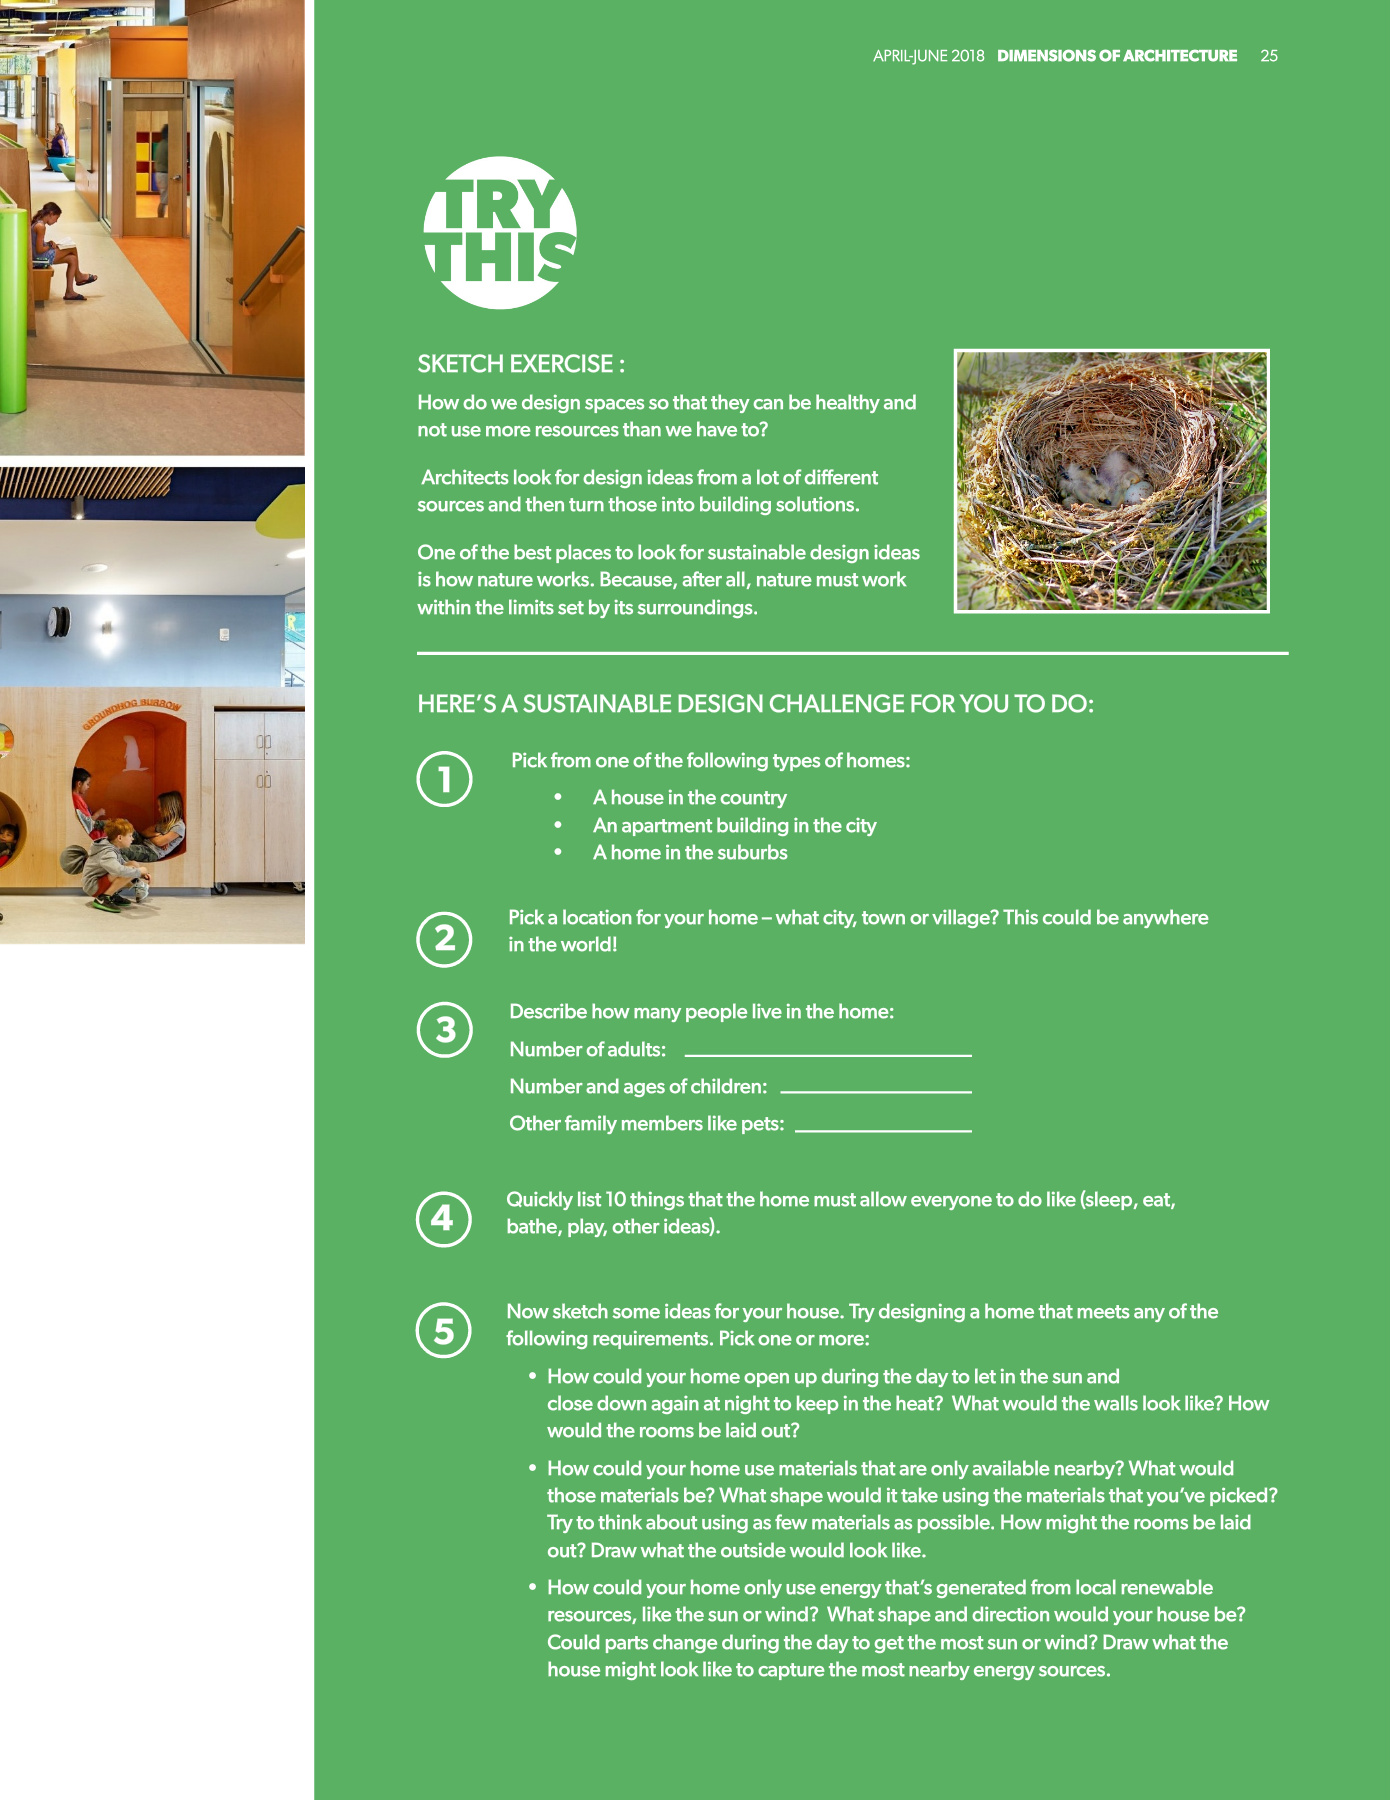 APRIL-JUNE 2018 DIMENSIONS OF ARCHITECTURE 25
TRY
THIS
SKETCH EXERCISE :
How do we design spaces so that they can be healthy and
not use more resources than we have to?
Architects look for design ideas from a lot of different
sources and then turn those into building solutions.
One of the best places to look for sustainable design ideas
is how nature works. Because, after all, nature must work
within the limits set by its surroundings.
GROUNDHOG BURROW
R
HERE'S A SUSTAINABLE DESIGN CHALLENGE FOR YOU TO DO:
1 Pick from one of the following types of homes:
• A house in the country
• An apartment building in the city
• A home in the suburbs
2 Pick a location for your home – what city, town or village? This could be anywhere
in the world!
3 Describe how many people live in the home:
Number of adults:
Number and ages of children:
Other family members like pets:
4 Quickly list 10 things that the home must allow everyone to do like (sleep, eat,
bathe, play, other ideas).
5 Now sketch some ideas for your house. Try designing a home that meets any of the
following requirements. Pick one or more:
• How could your home open up during the day to let in the sun and
close down again at night to keep in the heat? What would the walls look like? How
would the rooms be laid out?
• How could your home use materials that are only available nearby? What would
those materials be? What shape would it take using the materials that you've picked?
Try to think about using as few materials as possible. How might the rooms be laid
out? Draw what the outside would look like.
• How could your home only use energy that's generated from local renewable
resources, like the sun or wind? What shape and direction would your house be?
Could parts change during the day to get the most sun or wind? Draw what the
house might look like to capture the most nearby energy sources.